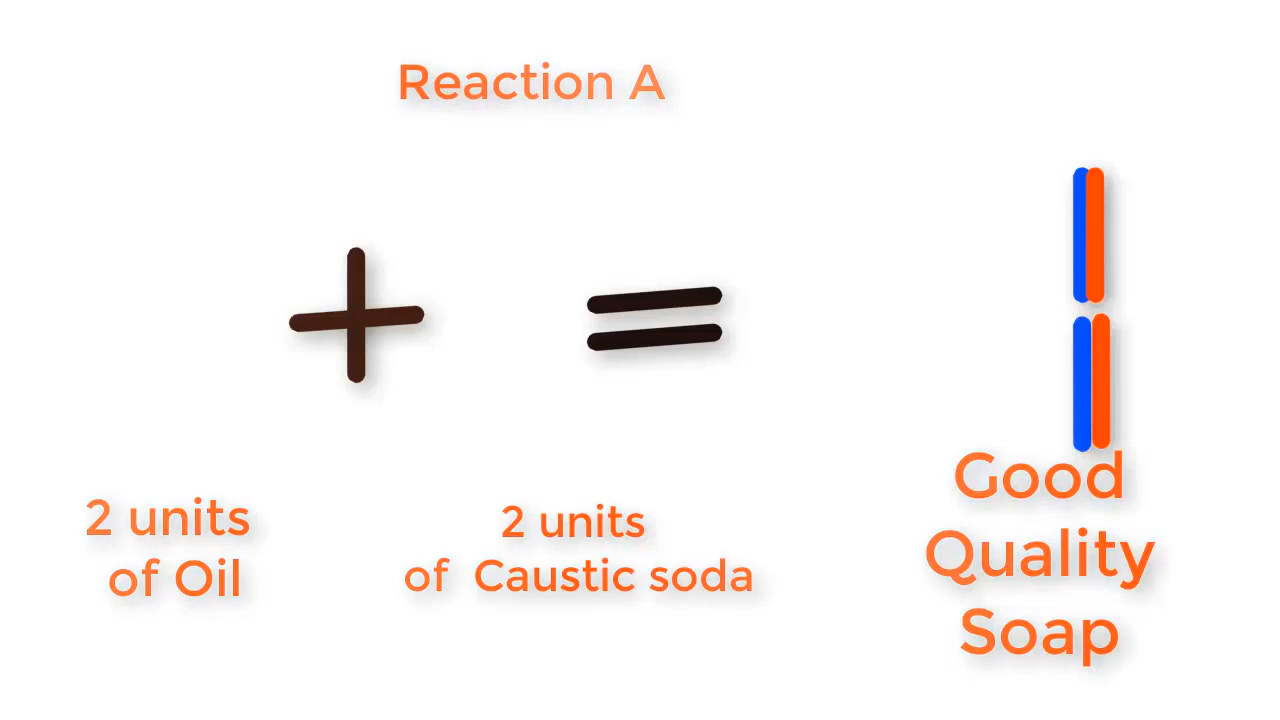 Reaction A
2 units
of Oil
2 units
of Caustic soda
Good
Quality
Soap